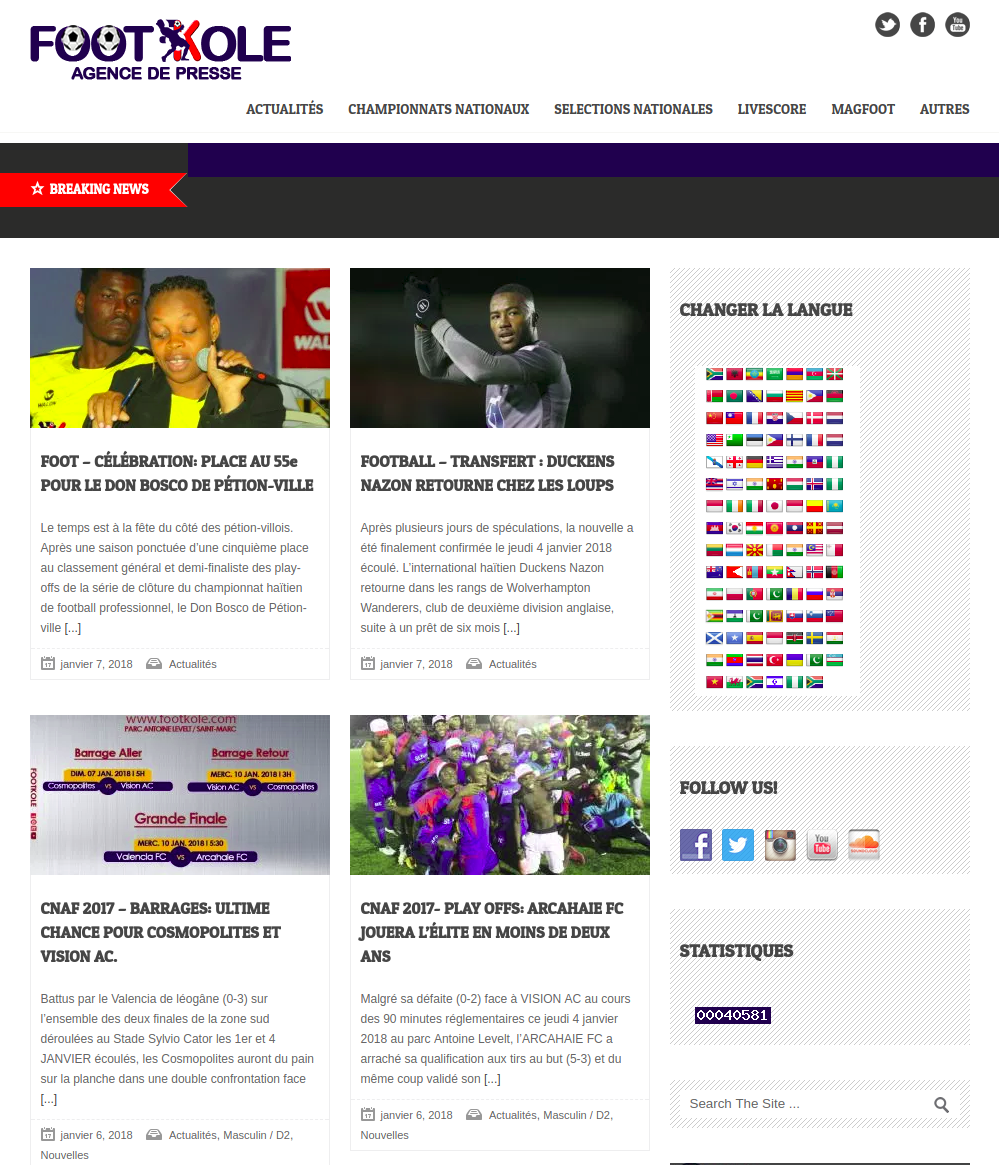 FOOTKOLE
AGENCE DE PRESSE
You
Tube
ACTUALITÉS CHAMPIONNATS NATIONAUX SELECTIONS NATIONALES LIVESCORE MAGFOOT AUTRES
BREAKING NEWS
FOOT – CÉLÉBRATION: PLACE AU 55e
POUR LE DON BOSCO DE PÉTION-VILLE
Le temps est à la fête du côté des pétion-villois.
Après une saison ponctuée d’une cinquième place
au classement général et demi-finaliste des play-
offs de la série de clôture du championnat haïtien
de football professionnel, le Don Bosco de Pétion-
ville [...]
janvier 7, 2018 Actualités
FOOTBALL – TRANSFERT : DUCKENS
NAZON RETOURNE CHEZ LES LOUPS
Après plusieurs jours de spéculations, la nouvelle a
été finalement confirmée le jeudi 4 janvier 2018
écoulé. L’international haïtien Duckens Nazon
retourne dans les rangs de Wolverhampton
Wanderers, club de deuxième division anglaise,
suite à un prêt de six mois [...]
janvier 7, 2018 Actualités
www.footkole.com
PARC ANTOINE LEVELT / SAINT-MARC
Barrage Aller Barrage Retour
DIM. 07 JAN. 2018 I 5H MERC. 10 JAN. 2018 I 3H
Cosmopolites VS Vision AC Vision AC VS Cosmopolites
FOOTKOLE
Grande Finale
MERC. 10 JAN. 2018 I 5:30
Valencia FC VS Arcahaie FC
CNAF 2017 – BARRAGES: ULTIME
CHANCE POUR COSMOPOLITES ET
VISION AC.
Battus par le Valencia de léogâne (0-3) sur
l’ensemble des deux finales de la zone sud
déroulées au Stade Sylvio Cator les 1er et 4
JANVIER écoulés, les Cosmopolites auront du pain
sur la planche dans une double confrontation face
[...]
janvier 6, 2018 Actualités, Masculin / D2,
Nouvelles
CNAF 2017- PLAY OFFS: ARCAHAIE FC
JOUERA L’ÉLITE EN MOINS DE DEUX
ANS
Malgré sa défaite (0-2) face à VISION AC au cours
des 90 minutes réglementaires ce jeudi 4 janvier
2018 au parc Antoine Levelt, l’ARCAHAIE FC a
arraché sa qualification aux tirs au but (5-3) et du
même coup validé son [...]
janvier 6, 2018 Actualités, Masculin / D2,
Nouvelles
CHANGER LA LANGUE
FOLLOW US!
You
Tube
SOUNDCLOUD
STATISTIQUES
00040581
Search The Site ...